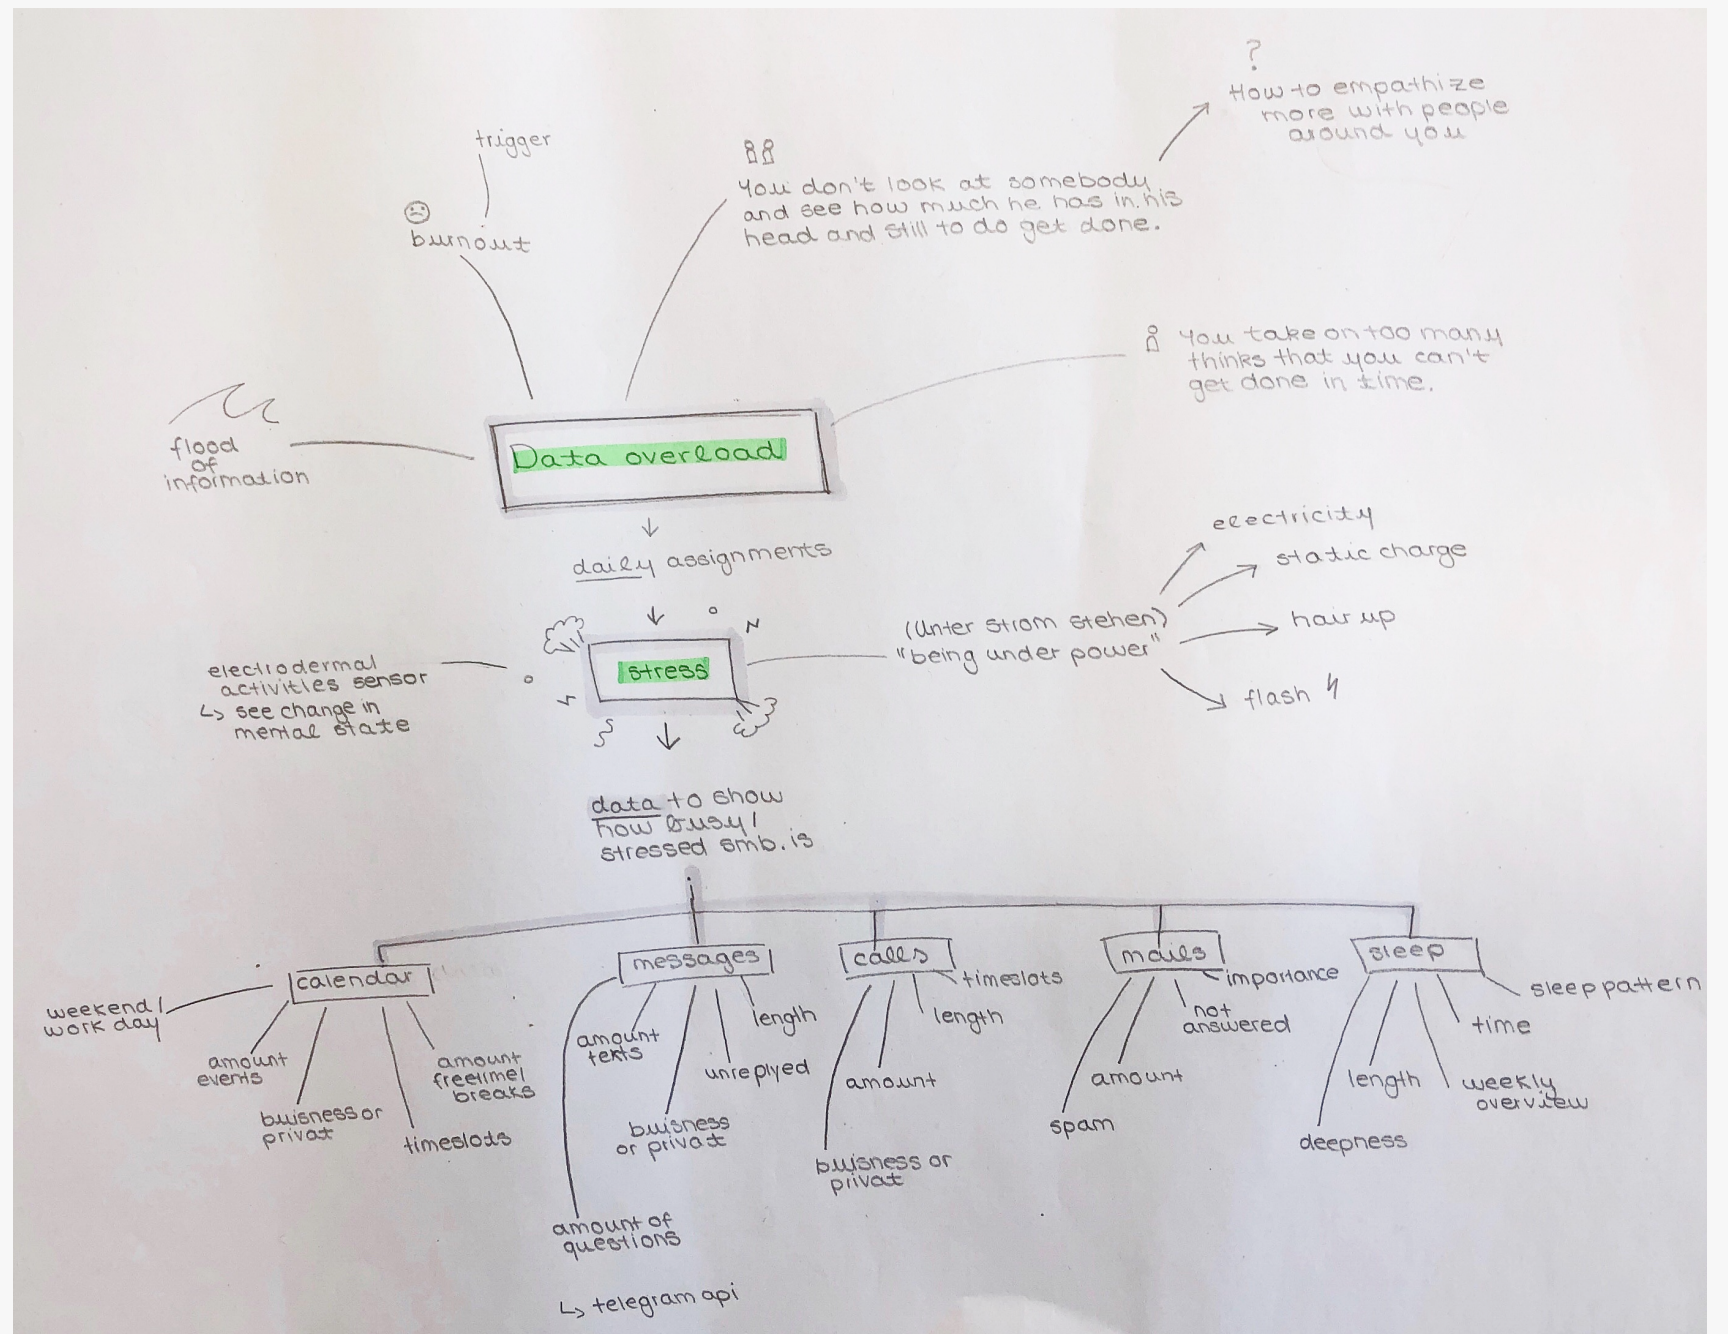 ?
How to empathize
more with people
around you
trigger
You don't look at somebody
and see how much he has in his
head and still to do get done.
burnout
You take on too many
thinks that you can't
get done in time.
flood
of
information
Data overload
daily assignments
electricity
static charge
hair up
flash
(Unter Strom stehen)
"being under power"
stress
electrodermal
activities sensor
↳ see change in
mental state
data to show
how busy/
stressed smb. is
calendar
weekend/
work day
amount
events
buisness or
privat
timeslots
amount
freetime/
breaks
messages
amount
texts
buisness
or privat
unreplyed
length
amount of
questions
↳ telegram api
calls
timeslots
length
amount
buisness or
privat
mails
importance
not
answered
amount
spam
sleep
sleep pattern
time
weekly
overview
length
deepness